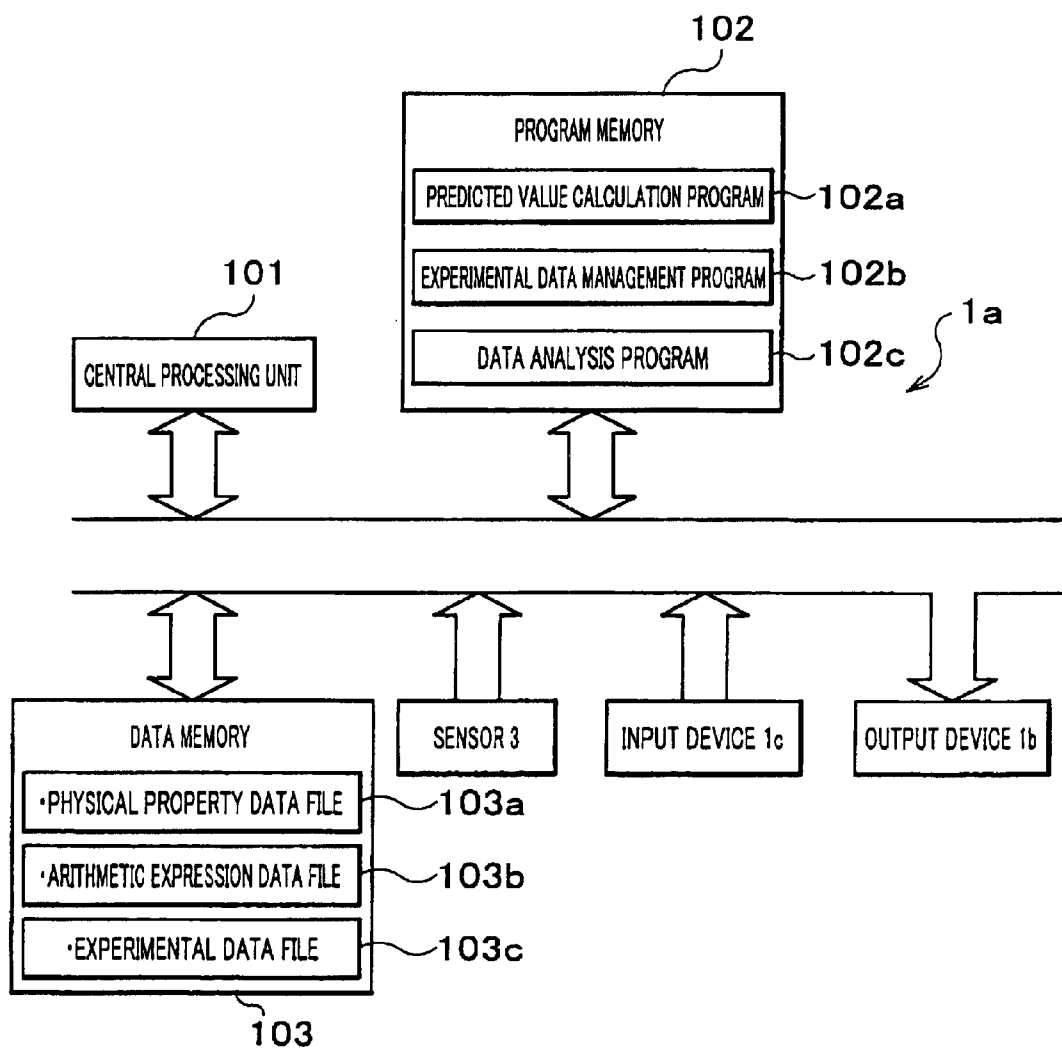 102
PROGRAM MEMORY
PREDICTED VALUE CALCULATION PROGRAM
102a
EXPERIMENTAL DATA MANAGEMENT PROGRAM
102b
DATA ANALYSIS PROGRAM
102c
101
CENTRAL PROCESSING UNIT
1a
DATA MEMORY
·PHYSICAL PROPERTY DATA FILE
103a
·ARITHMETIC EXPRESSION DATA FILE
103b
·EXPERIMENTAL DATA FILE
103c
103
SENSOR 3
INPUT DEVICE 1c
OUTPUT DEVICE 1b